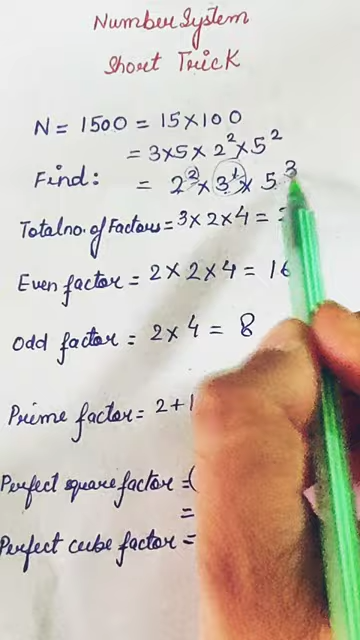 Number System
Short Trick
N = 1500 = 15 × 100
= 3 × 5 × 2² × 5²
Find: = 2² × 3¹ × 5³
Total no. of Factors = 3 × 2 × 4 =
Even factor = 2 × 2 × 4 = 16
Odd factor = 2 × 4 = 8
Prime factor = 2 + 1
Perfect square factor = (
=
Perfect cube factor =